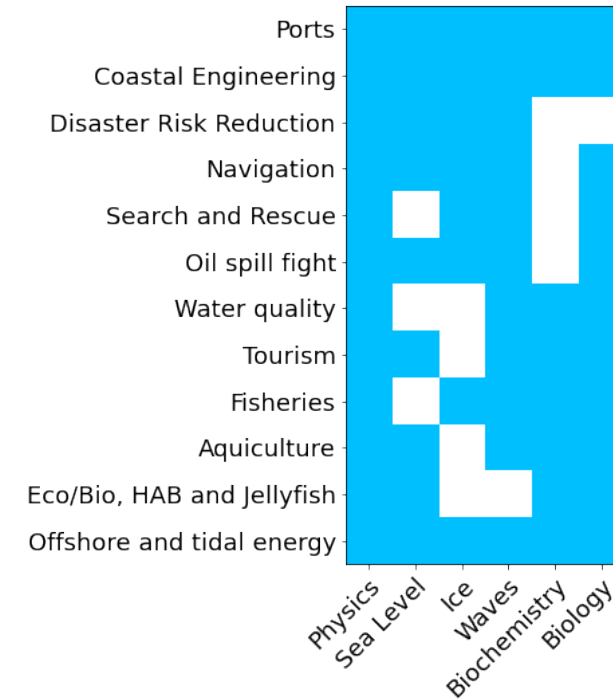 Ports
Coastal Engineering
Disaster Risk Reduction
Navigation
Search and Rescue
Oil spill fight
Water quality
Tourism
Fisheries
Aquiculture
Eco/Bio, HAB and Jellyfish
Offshore and tidal energy
Physics
Sea Level
Ice
Waves
Biochemistry
Biology